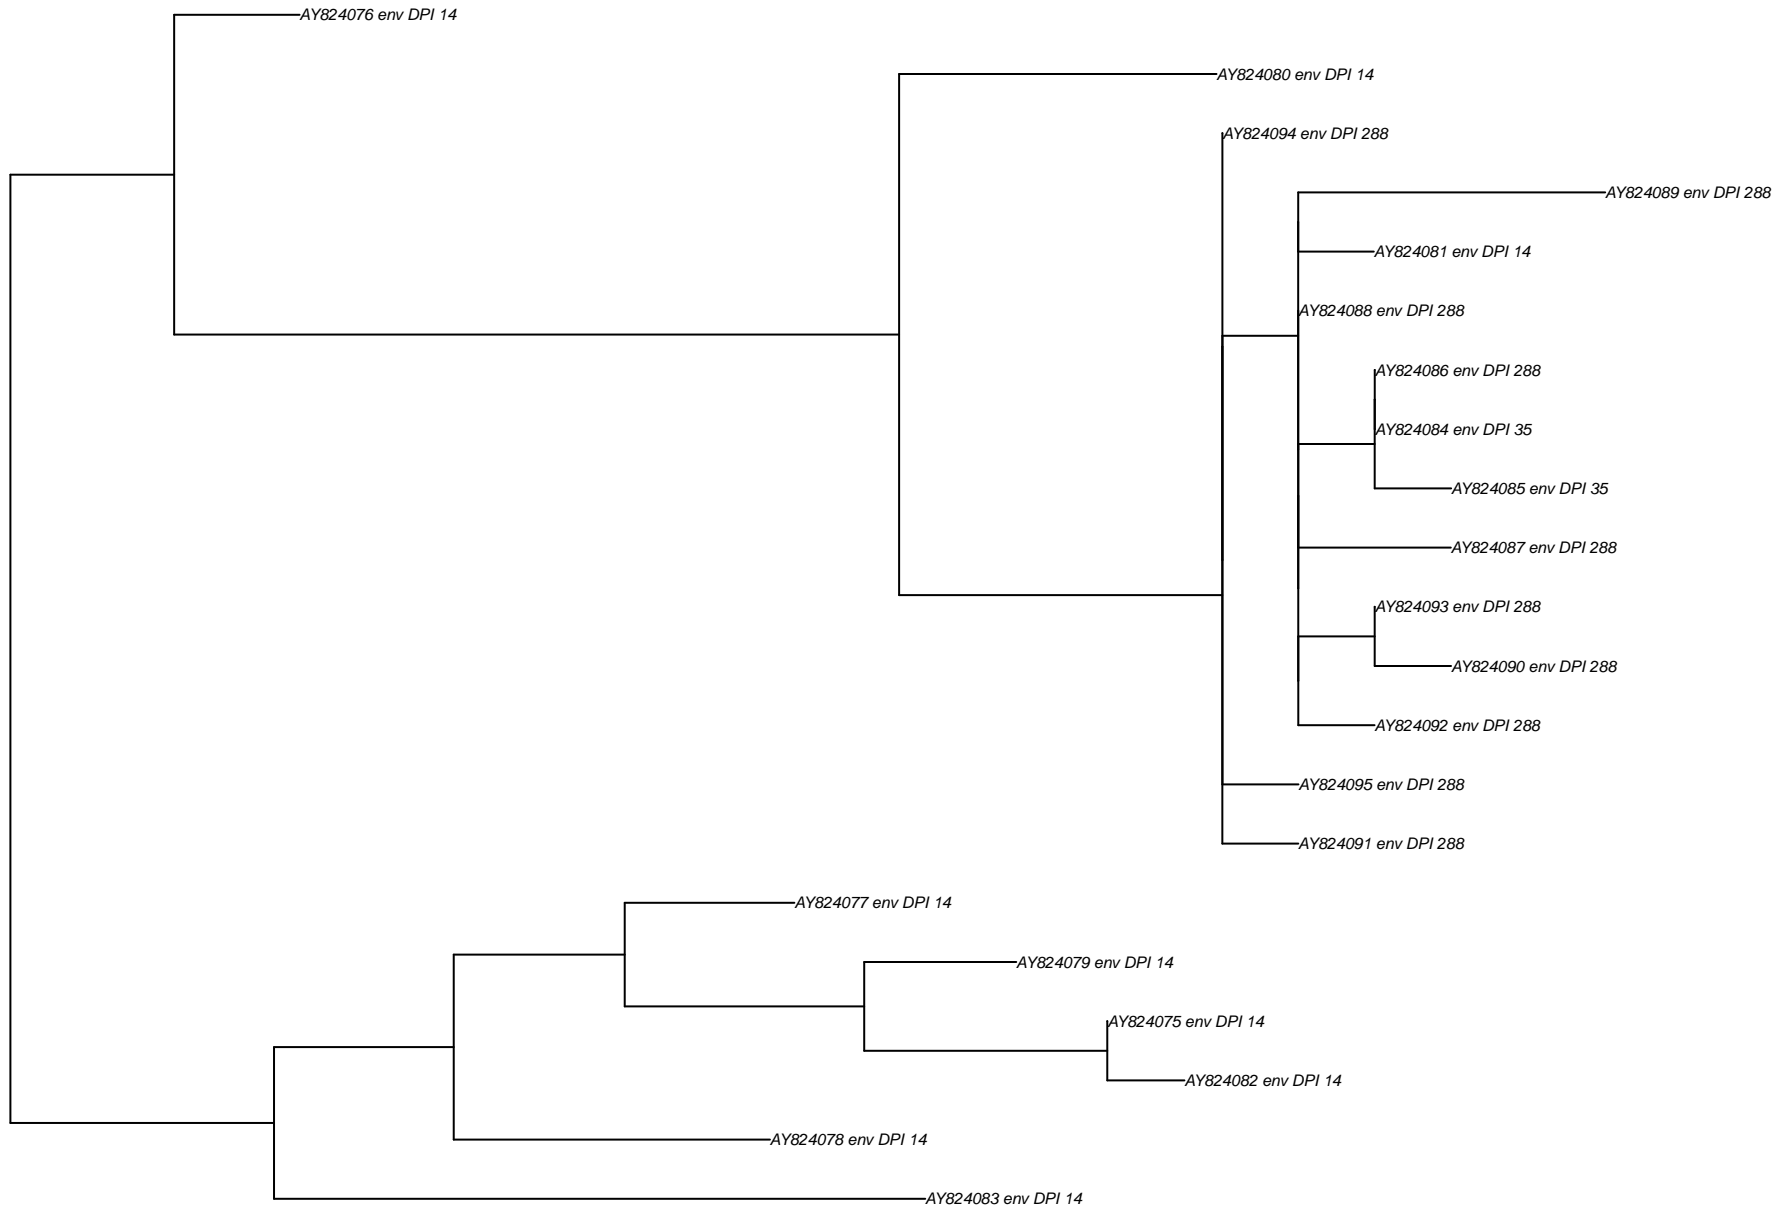 AY824076 env DPI 14
AY824080 env DPI 14
AY824094 env DPI 288
AY824089 env DPI 288
AY824081 env DPI 14
AY824088 env DPI 288
AY824086 env DPI 288
AY824084 env DPI 35
AY824085 env DPI 35
AY824087 env DPI 288
AY824093 env DPI 288
AY824090 env DPI 288
AY824092 env DPI 288
AY824095 env DPI 288
AY824091 env DPI 288
AY824077 env DPI 14
AY824079 env DPI 14
AY824075 env DPI 14
AY824082 env DPI 14
AY824078 env DPI 14
AY824083 env DPI 14